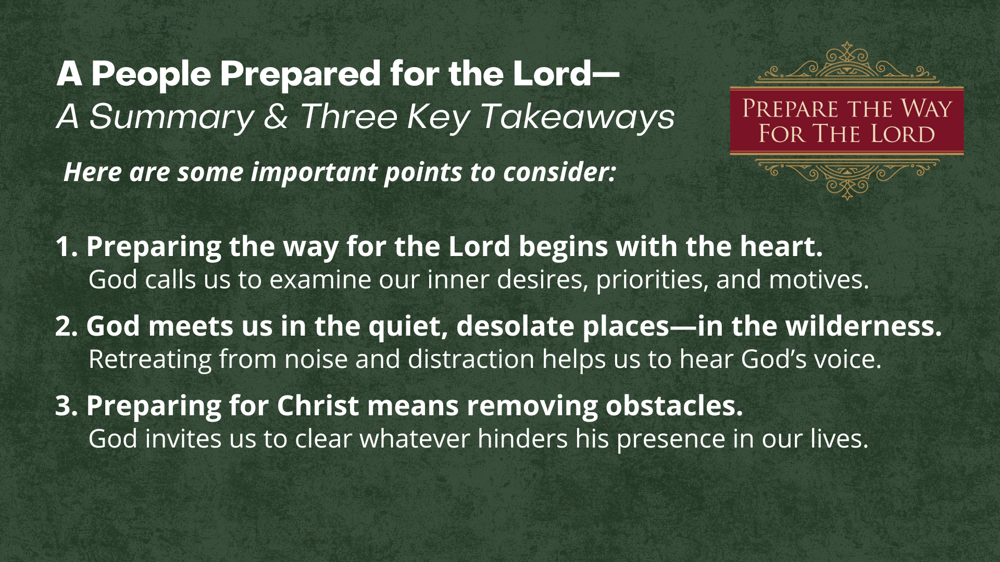 A People Prepared for the Lord—
A Summary & Three Key Takeaways
PREPARE THE WAY
FOR THE LORD
Here are some important points to consider:
1. Preparing the way for the Lord begins with the heart.
God calls us to examine our inner desires, priorities, and motives.
2. God meets us in the quiet, desolate places—in the wilderness.
Retreating from noise and distraction helps us to hear God’s voice.
3. Preparing for Christ means removing obstacles.
God invites us to clear whatever hinders his presence in our lives.